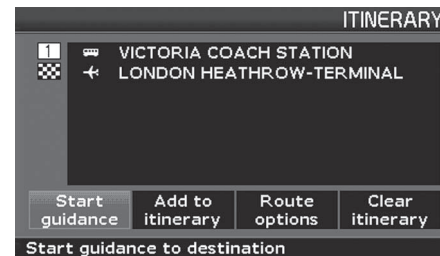 ITINERARY
1 VICTORIA COACH STATION
LONDON HEATHROW-TERMINAL
Start guidance
Add to itinerary
Route options
Clear itinerary
Start guidance to destination